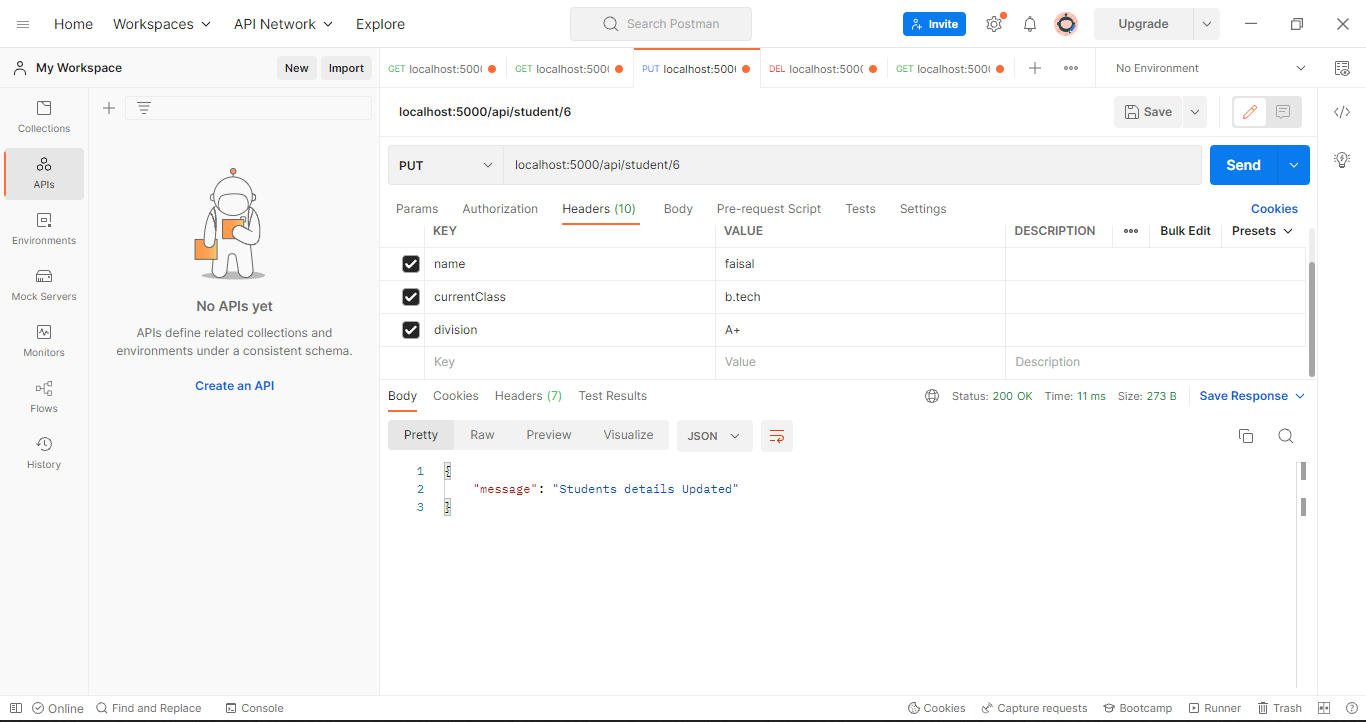 Home Workspaces API Network Explore Search Postman Invite Upgrade
My Workspace New Import GET localhost:500( GET localhost:500( PUT localhost:500( DEL localhost:500( GET localhost:500( No Environment
Collections
APIs
Environments
Mock Servers
Monitors
Flows
History
No APIs yet
APIs define related collections and
environments under a consistent schema.
Create an API
localhost:5000/api/student/6 Save
PUT localhost:5000/api/student/6 Send
Params Authorization Headers (10) Body Pre-request Script Tests Settings Cookies
KEY VALUE DESCRIPTION Bulk Edit Presets
name faisal
currentClass b.tech
division A+
Key Value Description
Body Cookies Headers (7) Test Results Status: 200 OK Time: 11 ms Size: 273 B Save Response
Pretty Raw Preview Visualize JSON
1 {
2 "message": "Students details Updated"
3 }
Online Find and Replace Console Cookies Capture requests Bootcamp Runner Trash